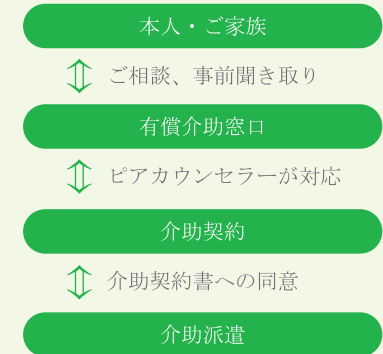 本人・ご家族
ご相談、事前聞き取り
有償介助窓口
ピアカウンセラーが対応
介助契約
介助契約書への同意
介助派遣